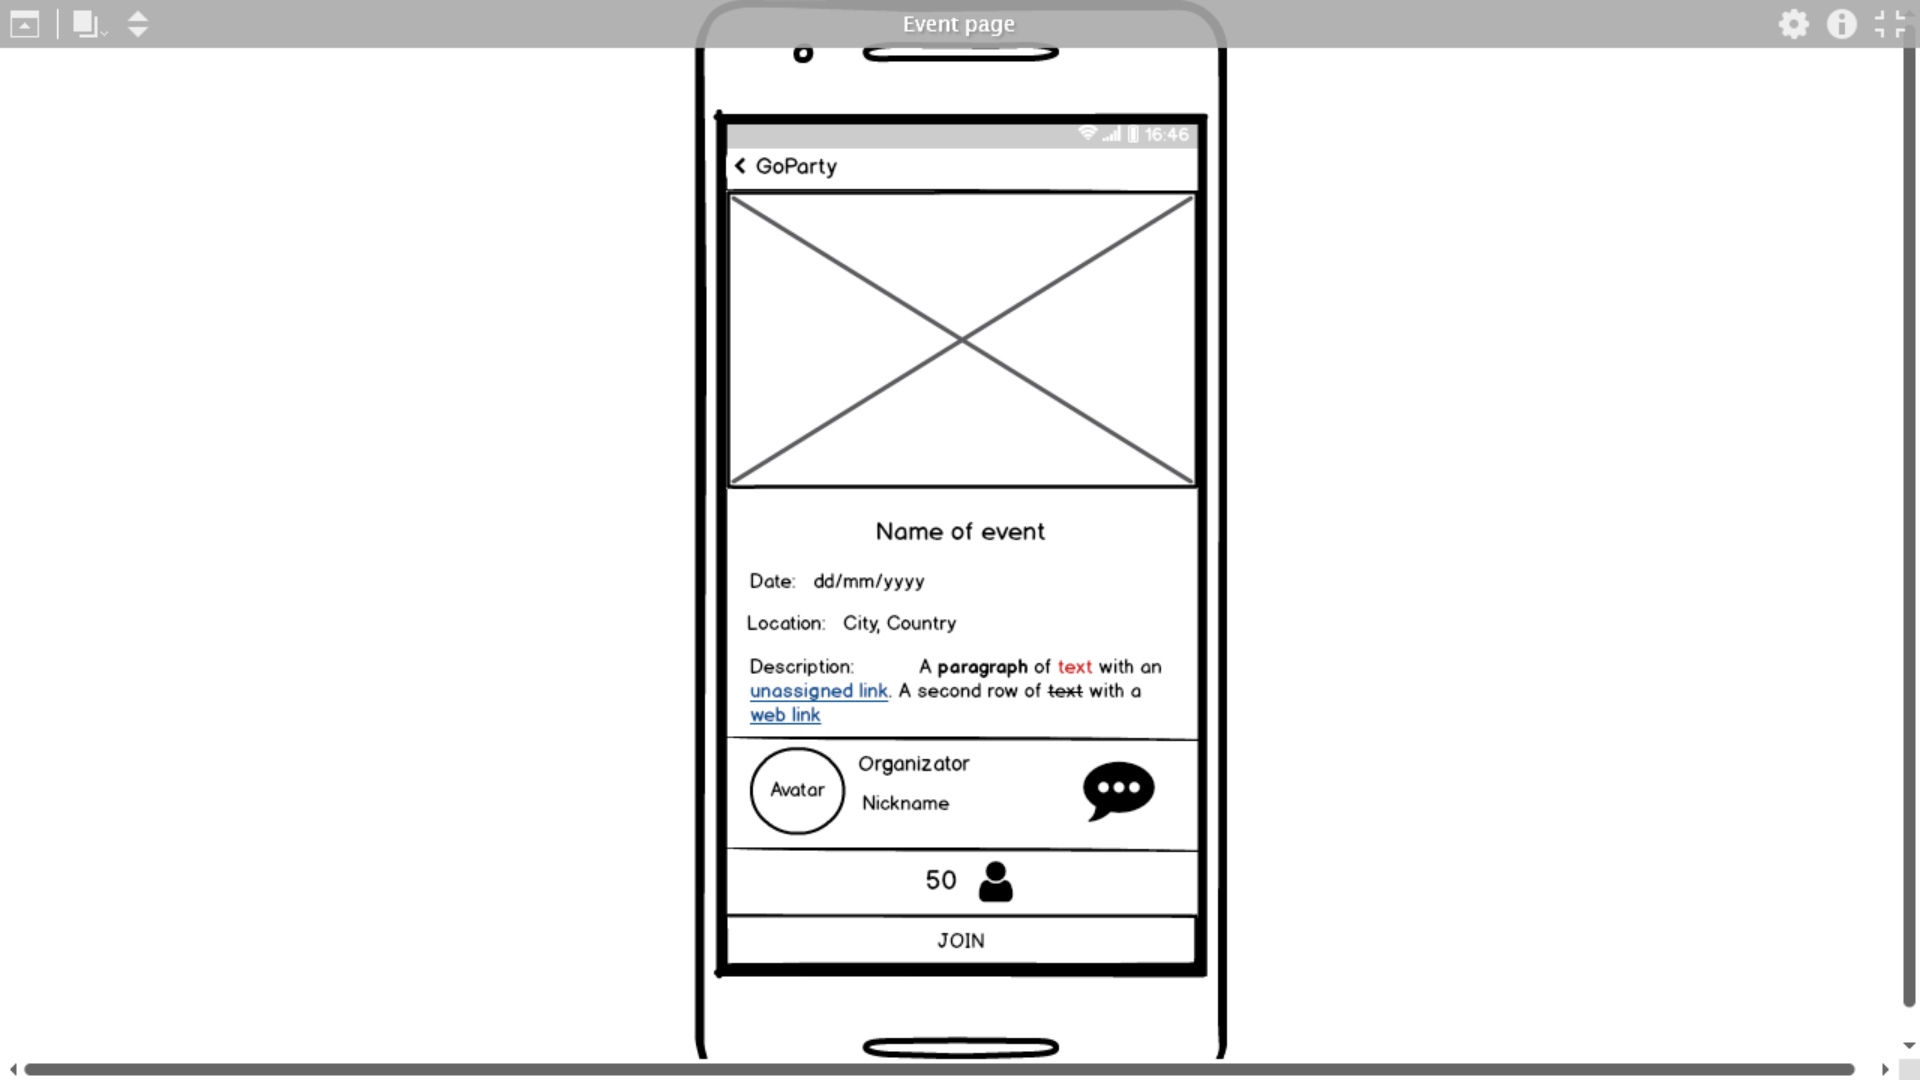 Event page
16:46
GoParty
Name of event
Date: dd/mm/yyyy
Location: City, Country
Description: A paragraph of text with an
unassigned link. A second row of text with a
web link
Avatar
Organizator
Nickname
50
JOIN